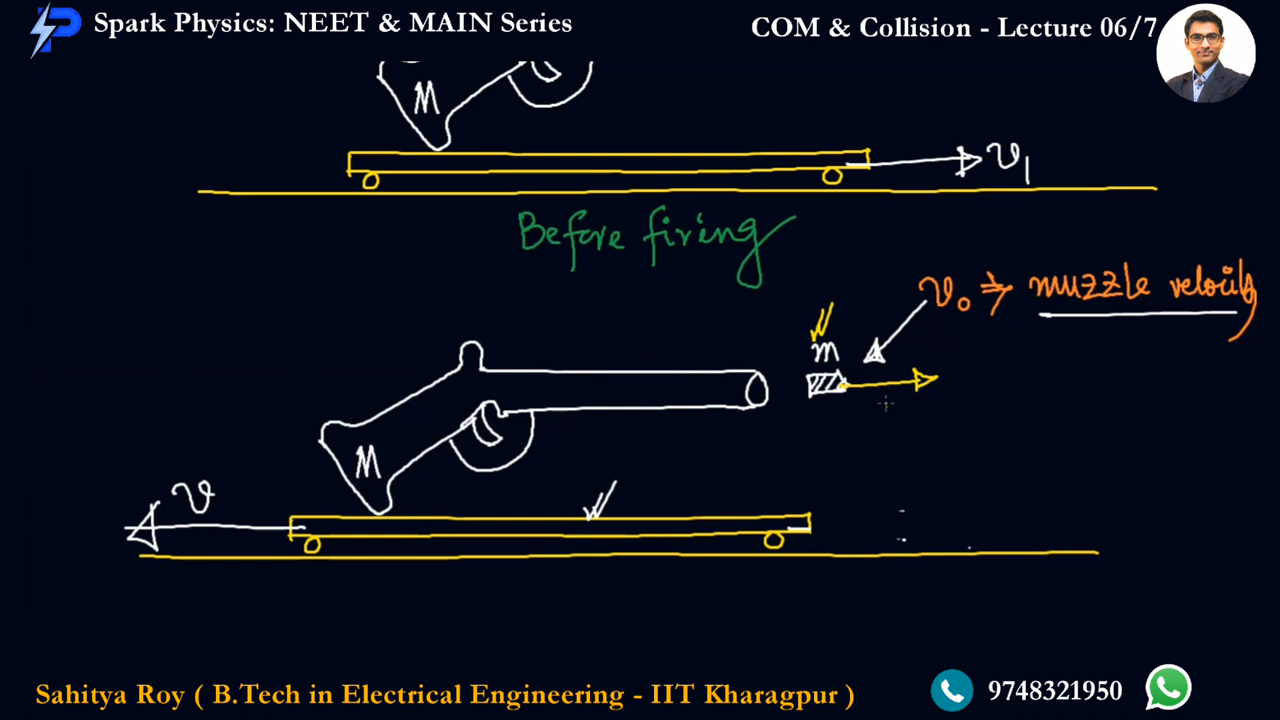 Spark Physics: NEET & MAIN Series
COM & Collision - Lecture 06/7
M
v₁
Before firing
v₀ ⇒ muzzle velocity
m
M
v
Sahitya Roy ( B.Tech in Electrical Engineering - IIT Kharagpur )
9748321950